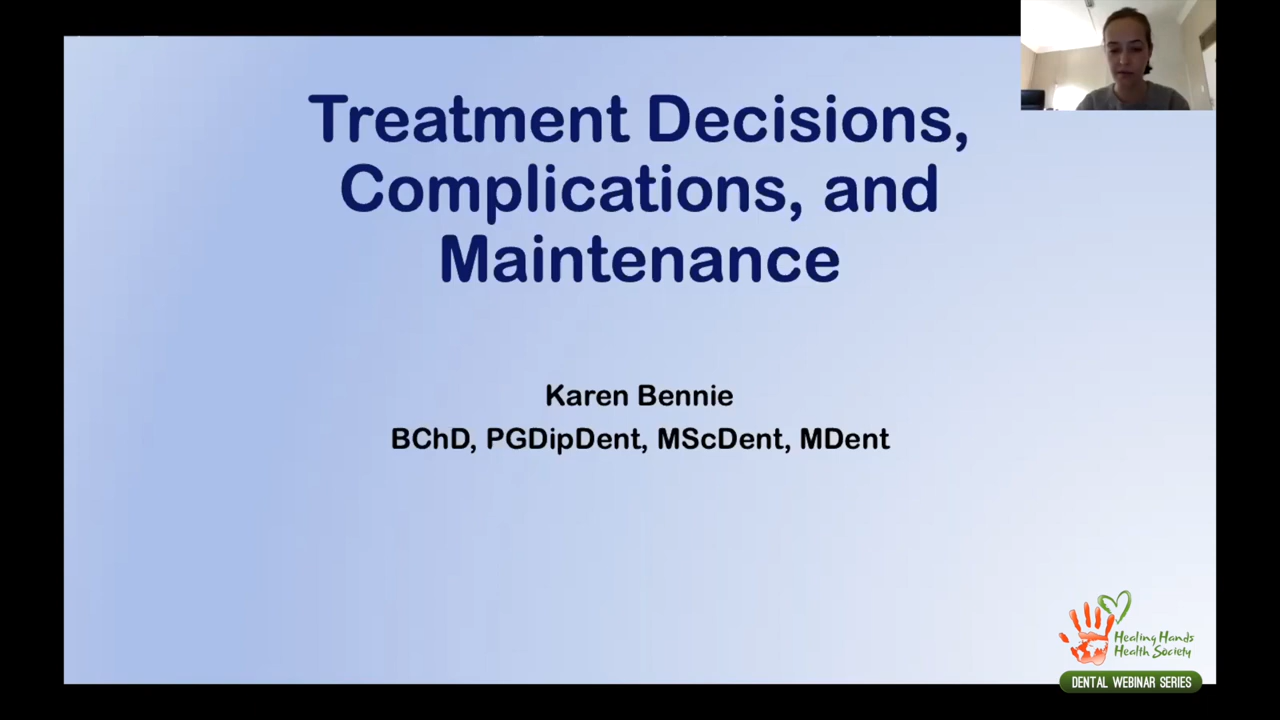 Treatment Decisions,
Complications, and
Maintenance
Karen Bennie
BChD, PGDipDent, MScDent, MDent
Healing Hands
Health Society
DENTAL WEBINAR SERIES